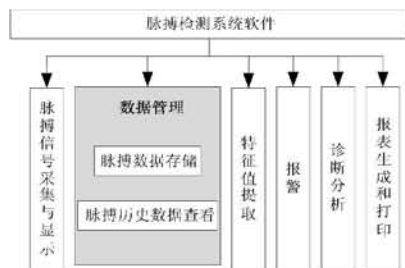 脉搏检测系统软件
脉搏信号采集与显示
数据管理
脉搏数据存储
脉搏历史数据查看
特征值提取
报警
诊断分析
报表生成和打印